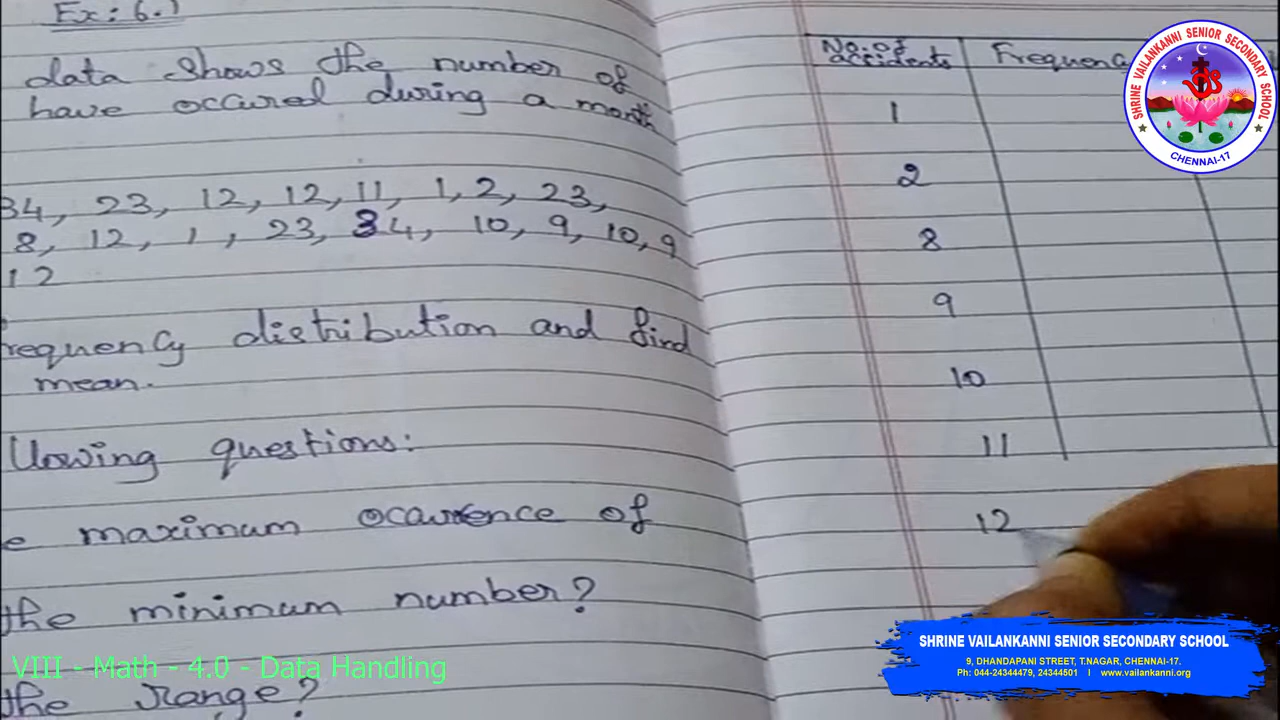 Ex: 6.1
data shows the number of
have occured during a month
34, 23, 12, 12, 11, 1, 2, 23,
8, 12, 1, 23, 34, 10, 9, 10, 9
12
requency distribution and find
mean.
llowing questions:
e maximum ocaurence of
the minimum number?
the range?
No. of accidents
Frequenc
1
2
8
9
10
11
12
SHRINE VAILANKANNI SENIOR SECONDARY SCHOOL
CHENNAI-17
SHRINE VAILANKANNI SENIOR SECONDARY SCHOOL
9, DHANDAPANI STREET, T.NAGAR, CHENNAI-17.
Ph: 044-24344479, 24344501 I www.vailankanni.org
VIII - Math - 4.0 - Data Handling